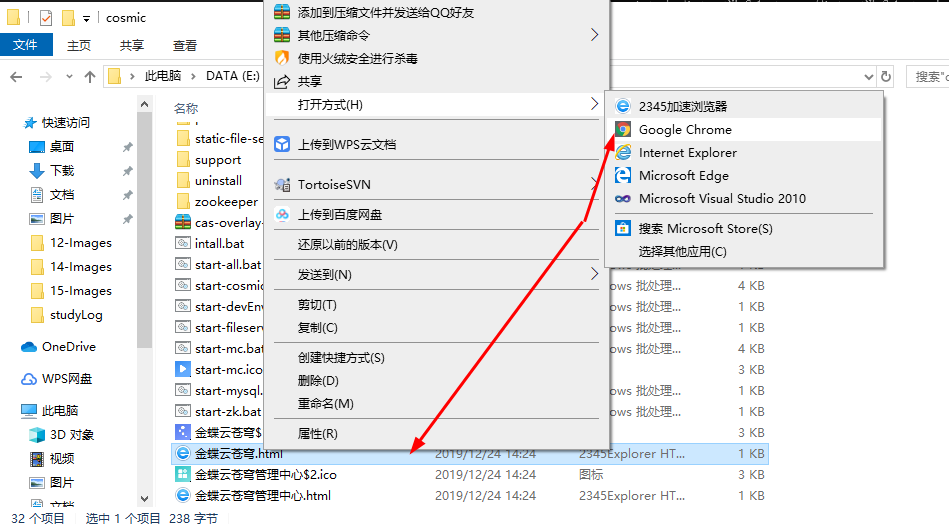 cosmic
文件 主页 共享 查看
此电脑 DATA (E:)
搜索"c
快速访问
桌面
下载
文档
图片
12-Images
14-Images
15-Images
studyLog
OneDrive
WPS网盘
此电脑
3D 对象
视频
图片
文档
名称
static-file-se
support
uninstall
zookeeper
cas-overlay-
intall.bat
start-all.bat
start-cosmic
ows 批处理... 4 KB
start-devEnv
ows 批处理... 1 KB
start-fileserv
ows 批处理... 1 KB
start-mc.bat
ows 批处理... 4 KB
start-mc.ico
3 KB
start-mysql.
ows 批处理... 1 KB
start-zk.bat
ows 批处理... 1 KB
金蝶云苍穹$
3 KB
金蝶云苍穹.html 2019/12/24 14:24 2345Explorer HT... 1 KB
金蝶云苍穹管理中心$2.ico 2019/12/24 14:24 图标 3 KB
金蝶云苍穹管理中心.html 2019/12/24 14:24 2345Explorer HT... 1 KB
添加到压缩文件并发送给QQ好友
其他压缩命令
使用火绒安全进行杀毒
共享
打开方式(H)
上传到WPS云文档
TortoiseSVN
上传到百度网盘
还原以前的版本(V)
发送到(N)
剪切(T)
复制(C)
创建快捷方式(S)
删除(D)
重命名(M)
属性(R)
2345加速浏览器
Google Chrome
Internet Explorer
Microsoft Edge
Microsoft Visual Studio 2010
搜索 Microsoft Store(S)
选择其他应用(C)
32 个项目 选中 1 个项目 238 字节